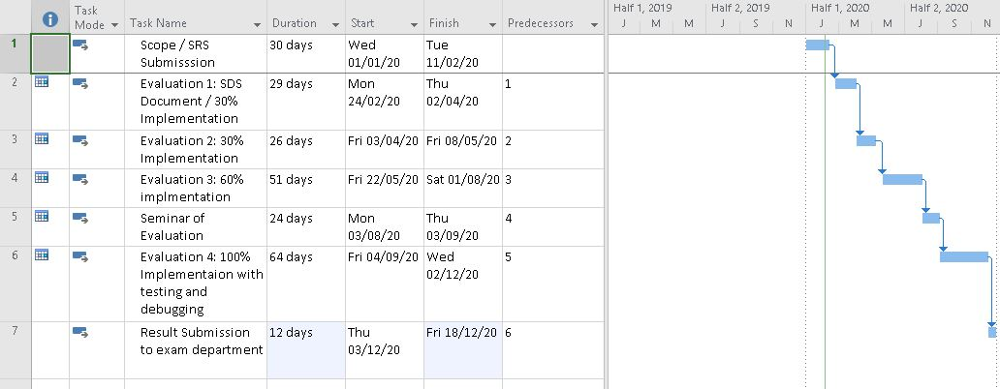 Half 1, 2019 Half 2, 2019 Half 1, 2020 Half 2, 2020
Task Mode Task Name Duration Start Finish Predecessors J M M J S N J M M J S N
1 Scope / SRS Submisssion 30 days Wed 01/01/20 Tue 11/02/20
2 Evaluation 1: SDS Document / 30% Implementation 29 days Mon 24/02/20 Thu 02/04/20 1
3 Evaluation 2: 30% Implementation 26 days Fri 03/04/20 Fri 08/05/20 2
4 Evaluation 3: 60% implmentation 51 days Fri 22/05/20 Sat 01/08/20 3
5 Seminar of Evaluation 24 days Mon 03/08/20 Thu 03/09/20 4
6 Evaluation 4: 100% Implementaion with testing and debugging 64 days Fri 04/09/20 Wed 02/12/20 5
7 Result Submission to exam department 12 days Thu 03/12/20 Fri 18/12/20 6